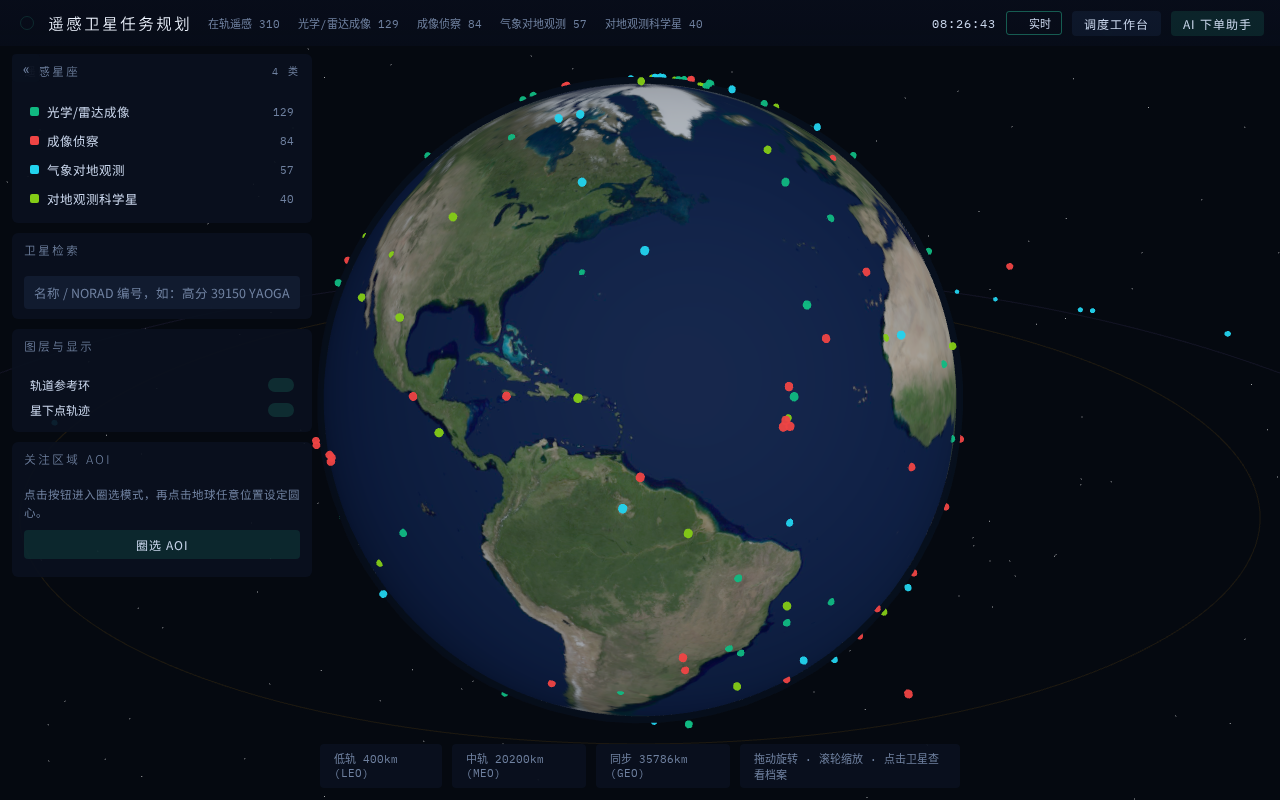 遥感卫星任务规划
在轨遥感 310 光学/雷达成像 129 成像侦察 84 气象对地观测 57 对地观测科学星 40
08:26:43 实时 调度工作台 AI 下单助手
« 感星座 4 类
光学/雷达成像 129
成像侦察 84
气象对地观测 57
对地观测科学星 40
卫星检索
名称 / NORAD 编号，如：高分 39150 YAOGA
图层与显示
轨道参考环
星下点轨迹
关注区域 AOI
点击按钮进入圈选模式，再点击地球任意位置设定圆
心。
圈选 AOI
低轨 400km
(LEO)
中轨 20200km
(MEO)
同步 35786km
(GEO)
拖动旋转 · 滚轮缩放 · 点击卫星查
看档案